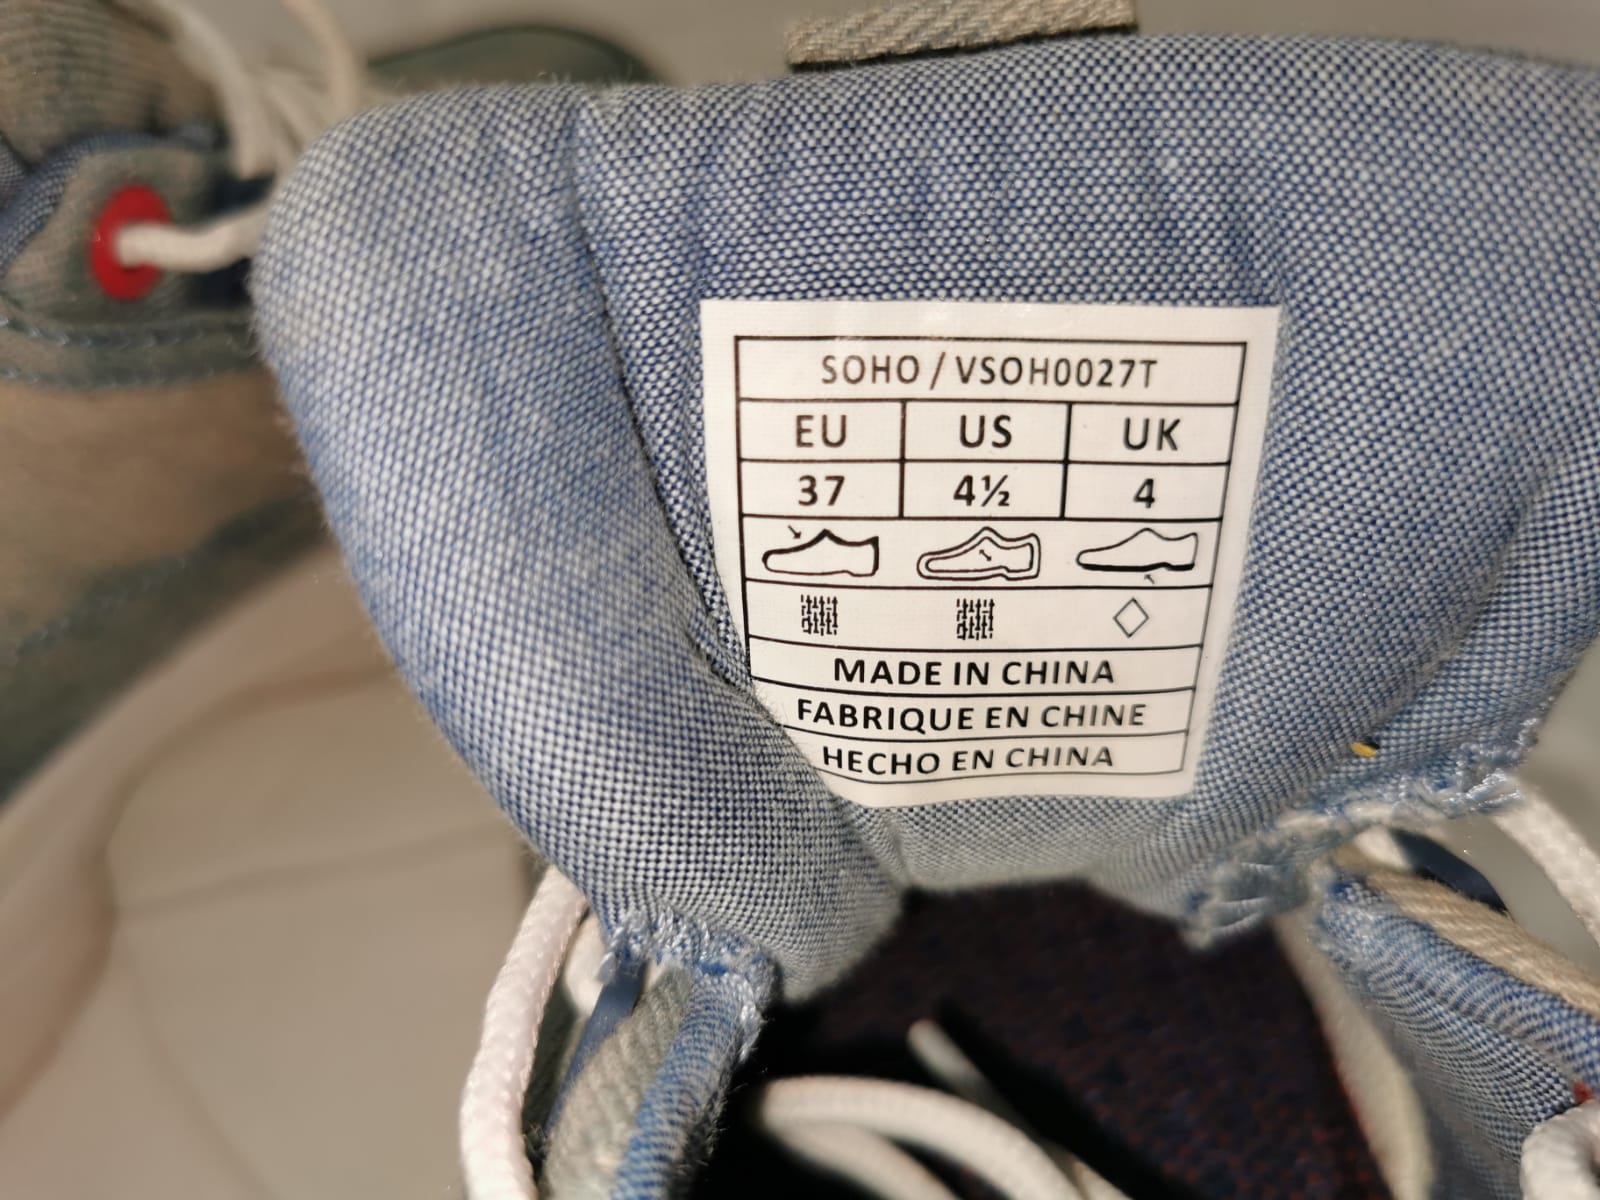 SOHO / VSOH0027T
EU US UK
37 4½ 4
MADE IN CHINA
FABRIQUE EN CHINE
HECHO EN CHINA